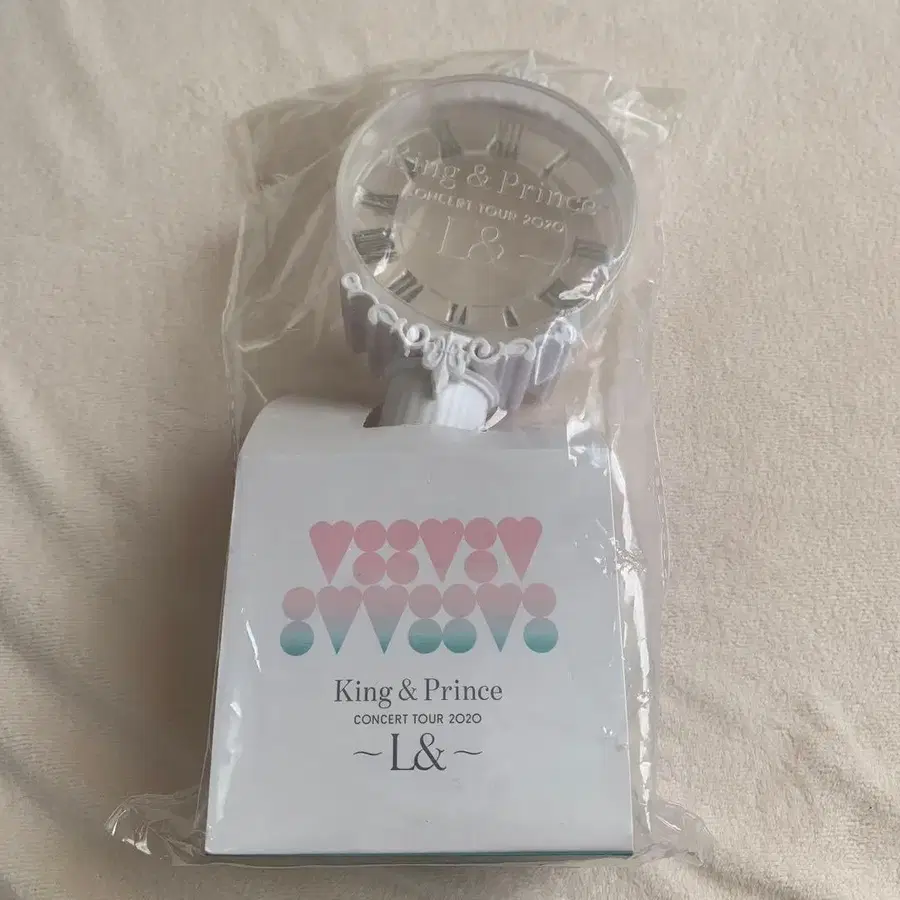 King & Prince
CONCERT TOUR 2020
L& ~
King & Prince
CONCERT TOUR 2020
~ L& ~